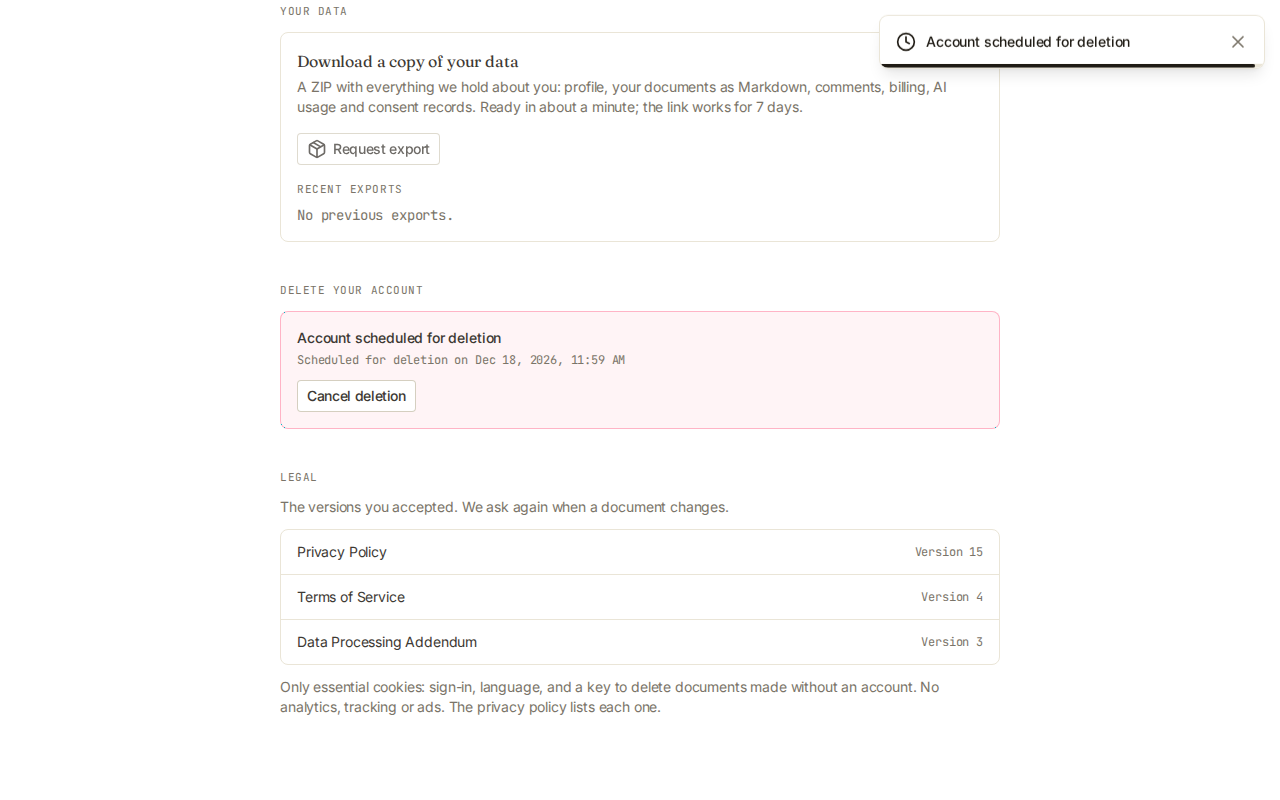 YOUR DATA
Account scheduled for deletion
Download a copy of your data
A ZIP with everything we hold about you: profile, your documents as Markdown, comments, billing, AI
usage and consent records. Ready in about a minute; the link works for 7 days.
Request export
RECENT EXPORTS
No previous exports.
DELETE YOUR ACCOUNT
Account scheduled for deletion
Scheduled for deletion on Dec 18, 2026, 11:59 AM
Cancel deletion
LEGAL
The versions you accepted. We ask again when a document changes.
Privacy Policy Version 15
Terms of Service Version 4
Data Processing Addendum Version 3
Only essential cookies: sign-in, language, and a key to delete documents made without an account. No
analytics, tracking or ads. The privacy policy lists each one.